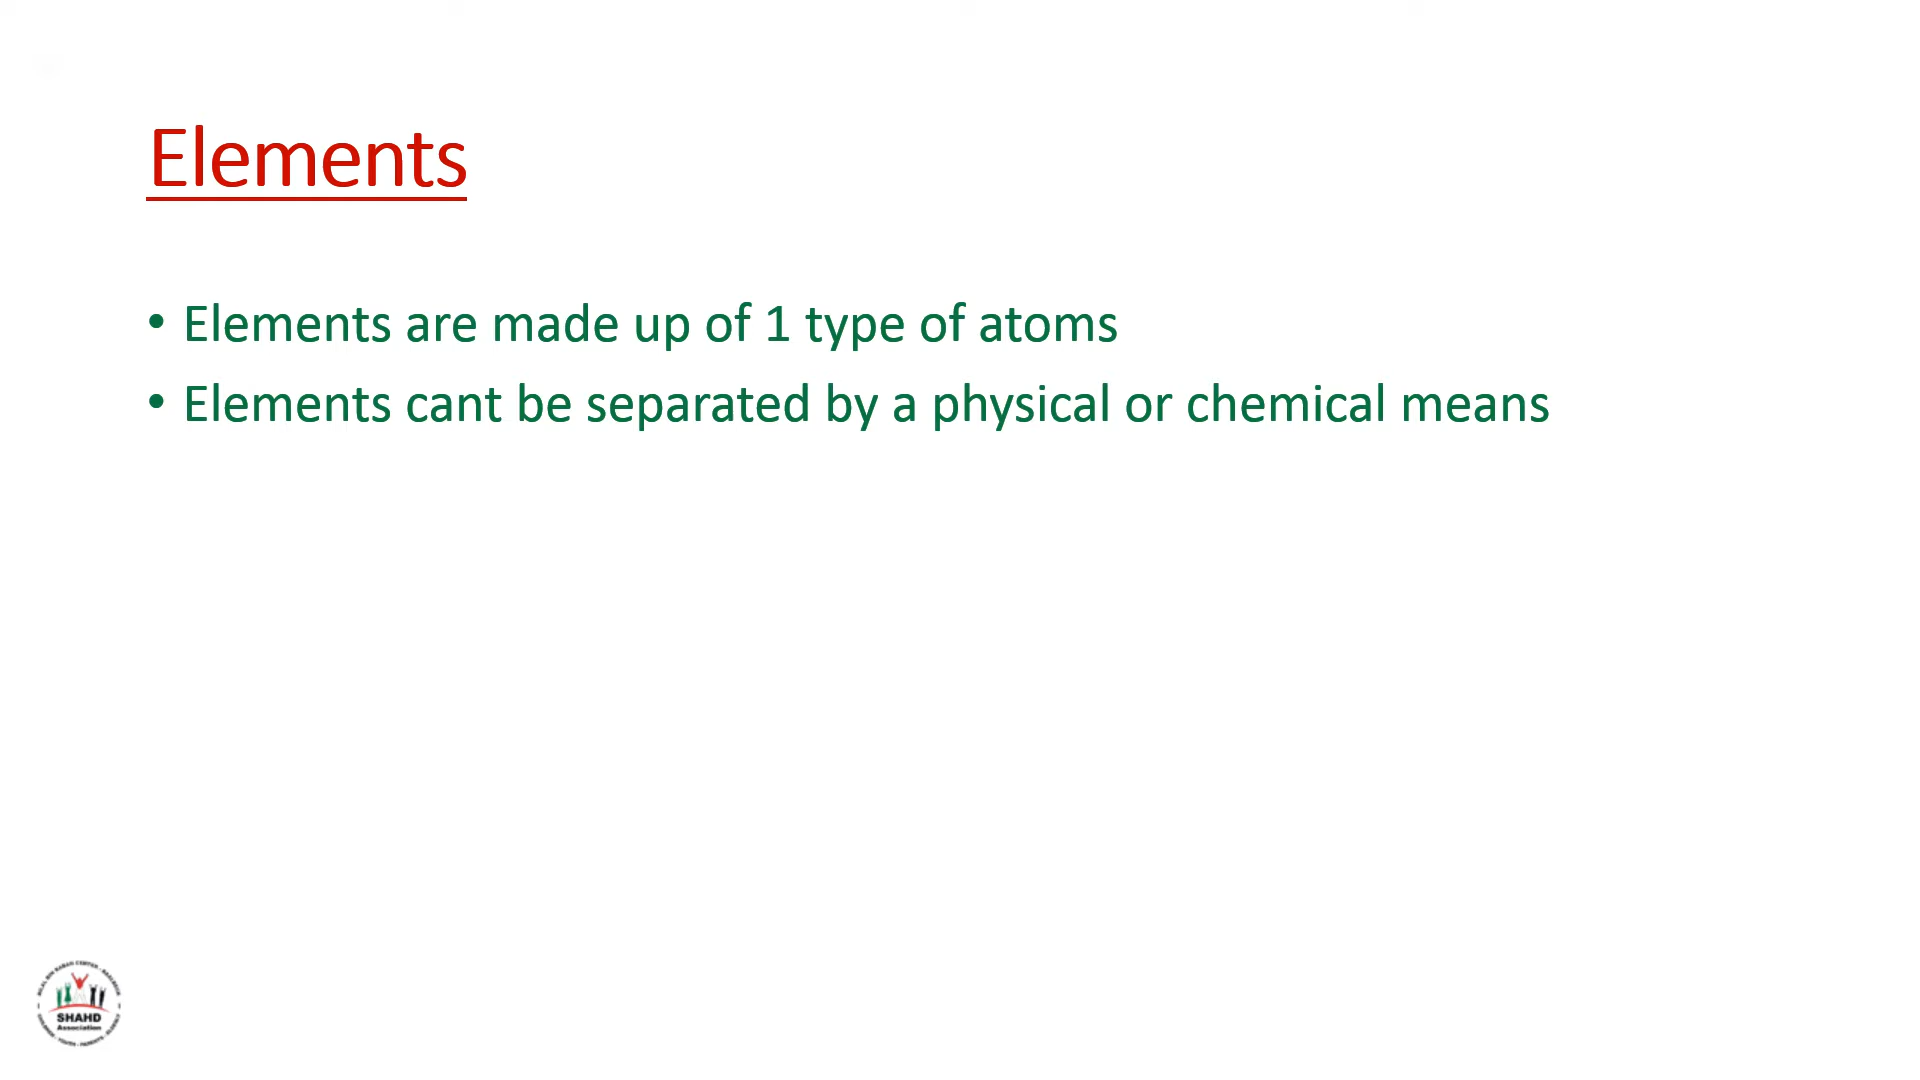 Elements
• Elements are made up of 1 type of atoms
• Elements cant be separated by a physical or chemical means
SHAHD
Association